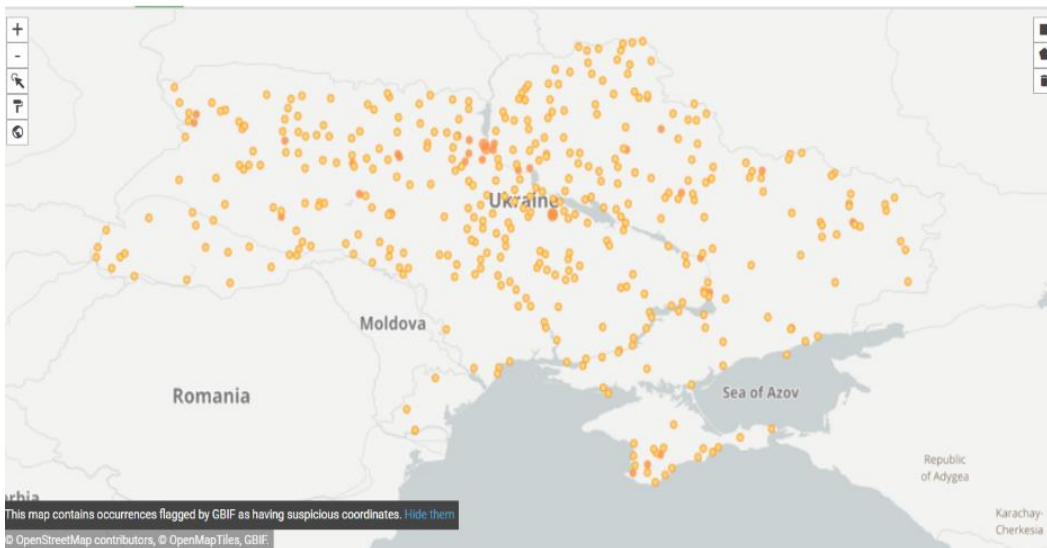 +
-
Ukraine
Moldova
Romania
Sea of Azov
Republic
of Adygea
Karachay-
Cherkesia
This map contains occurrences flagged by GBIF as having suspicious coordinates. Hide them
© OpenStreetMap contributors, © OpenMapTiles, GBIF.